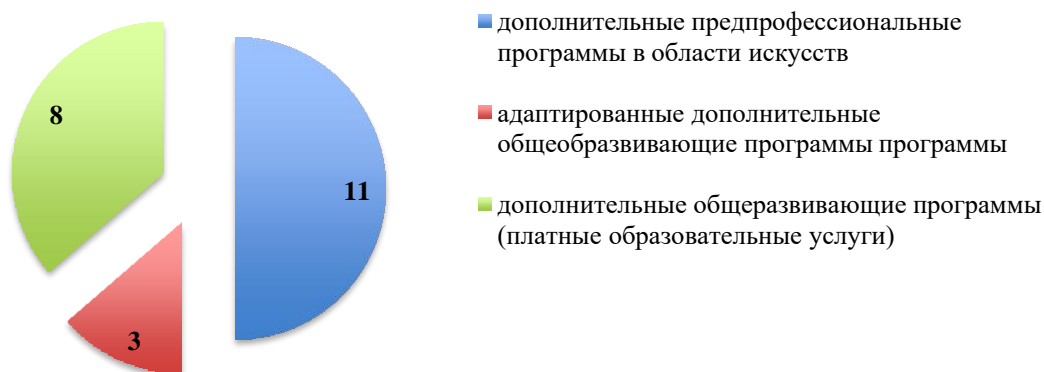 8
11
3
дополнительные предпрофессиональные
программы в области искусств
адаптированные дополнительные
общеобразвивающие программы программы
дополнительные общеразвивающие программы
(платные образовательные услуги)